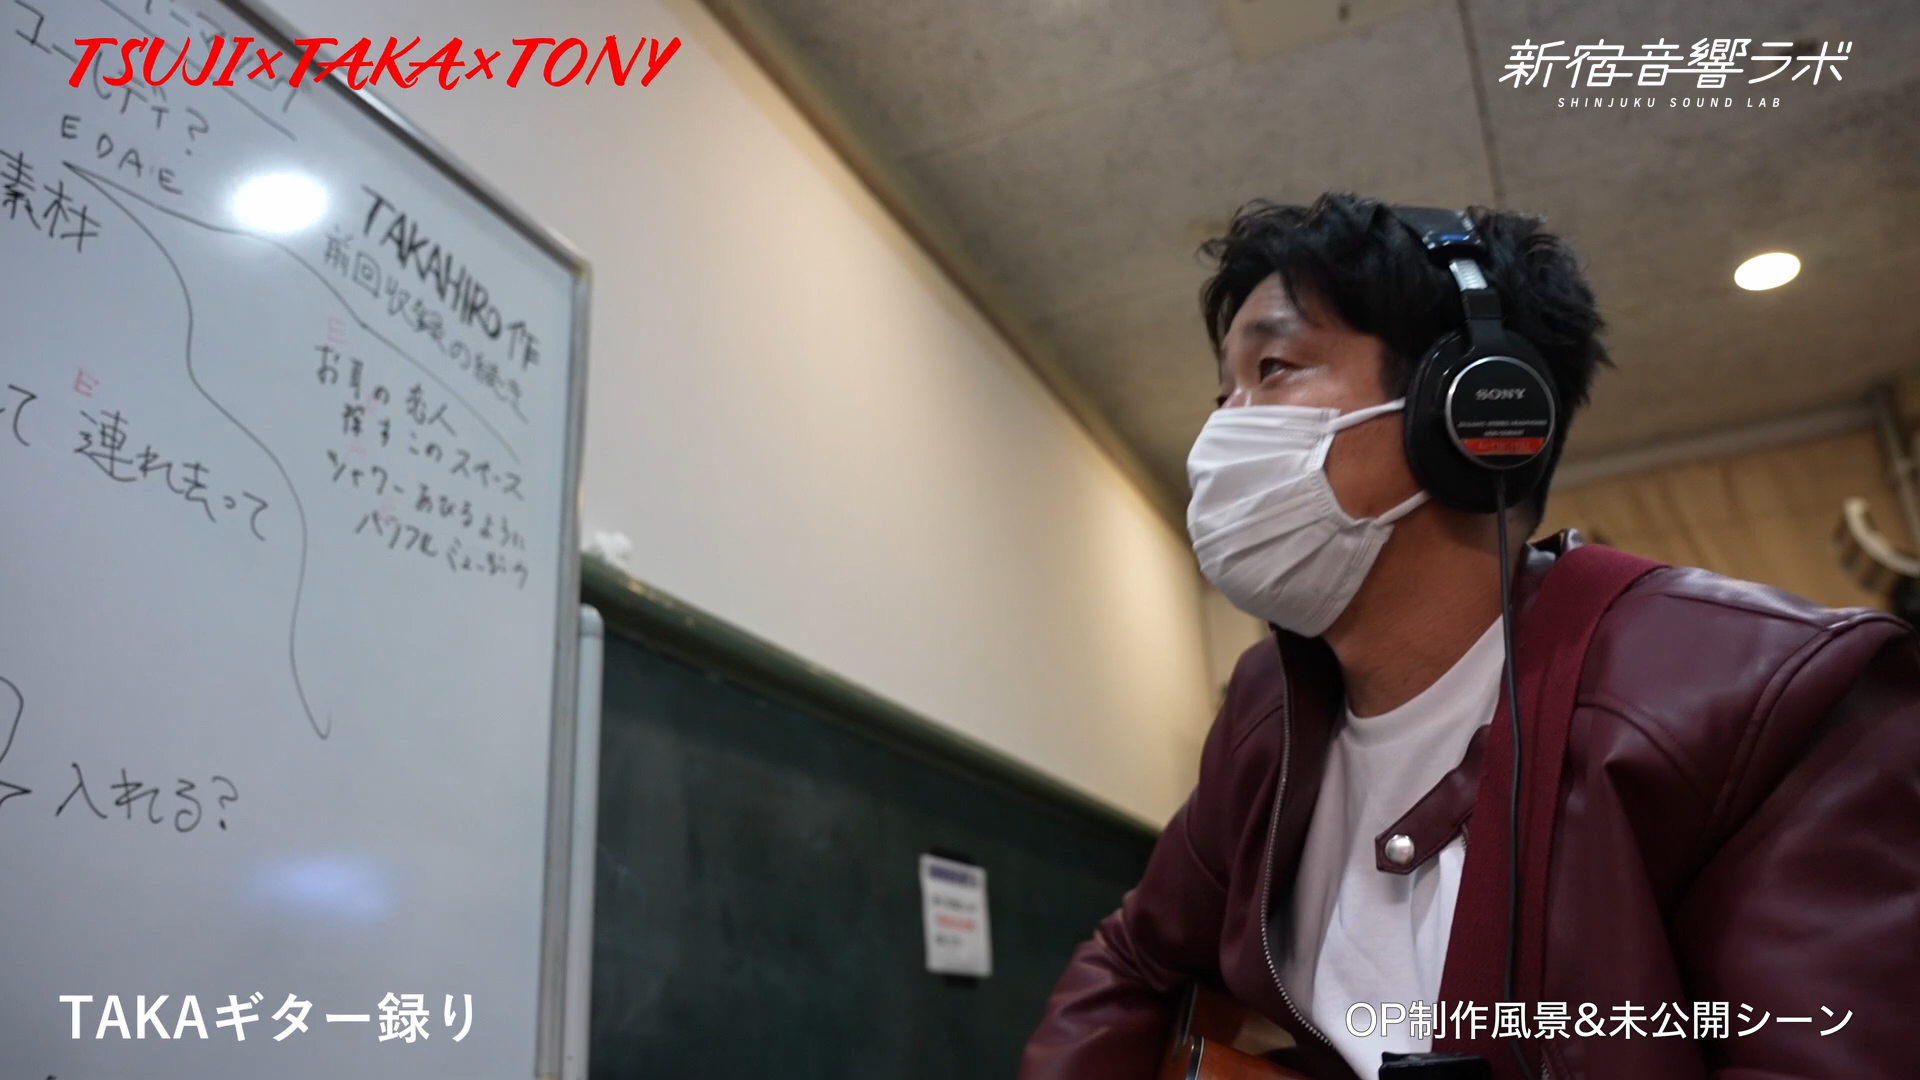 TSUJI×TAKA×TONY
新宿音響ラボ
SHINJUKU SOUND LAB
E D A E
素材
TAKAHIRO作
前回収録の続き
E
お耳の恋人
探すこのスペース
シャワーあびるように
パワフルミュージック
E
て 連れ去って
入れる?
SONY
TAKAギター録り
OP制作風景&未公開シーン